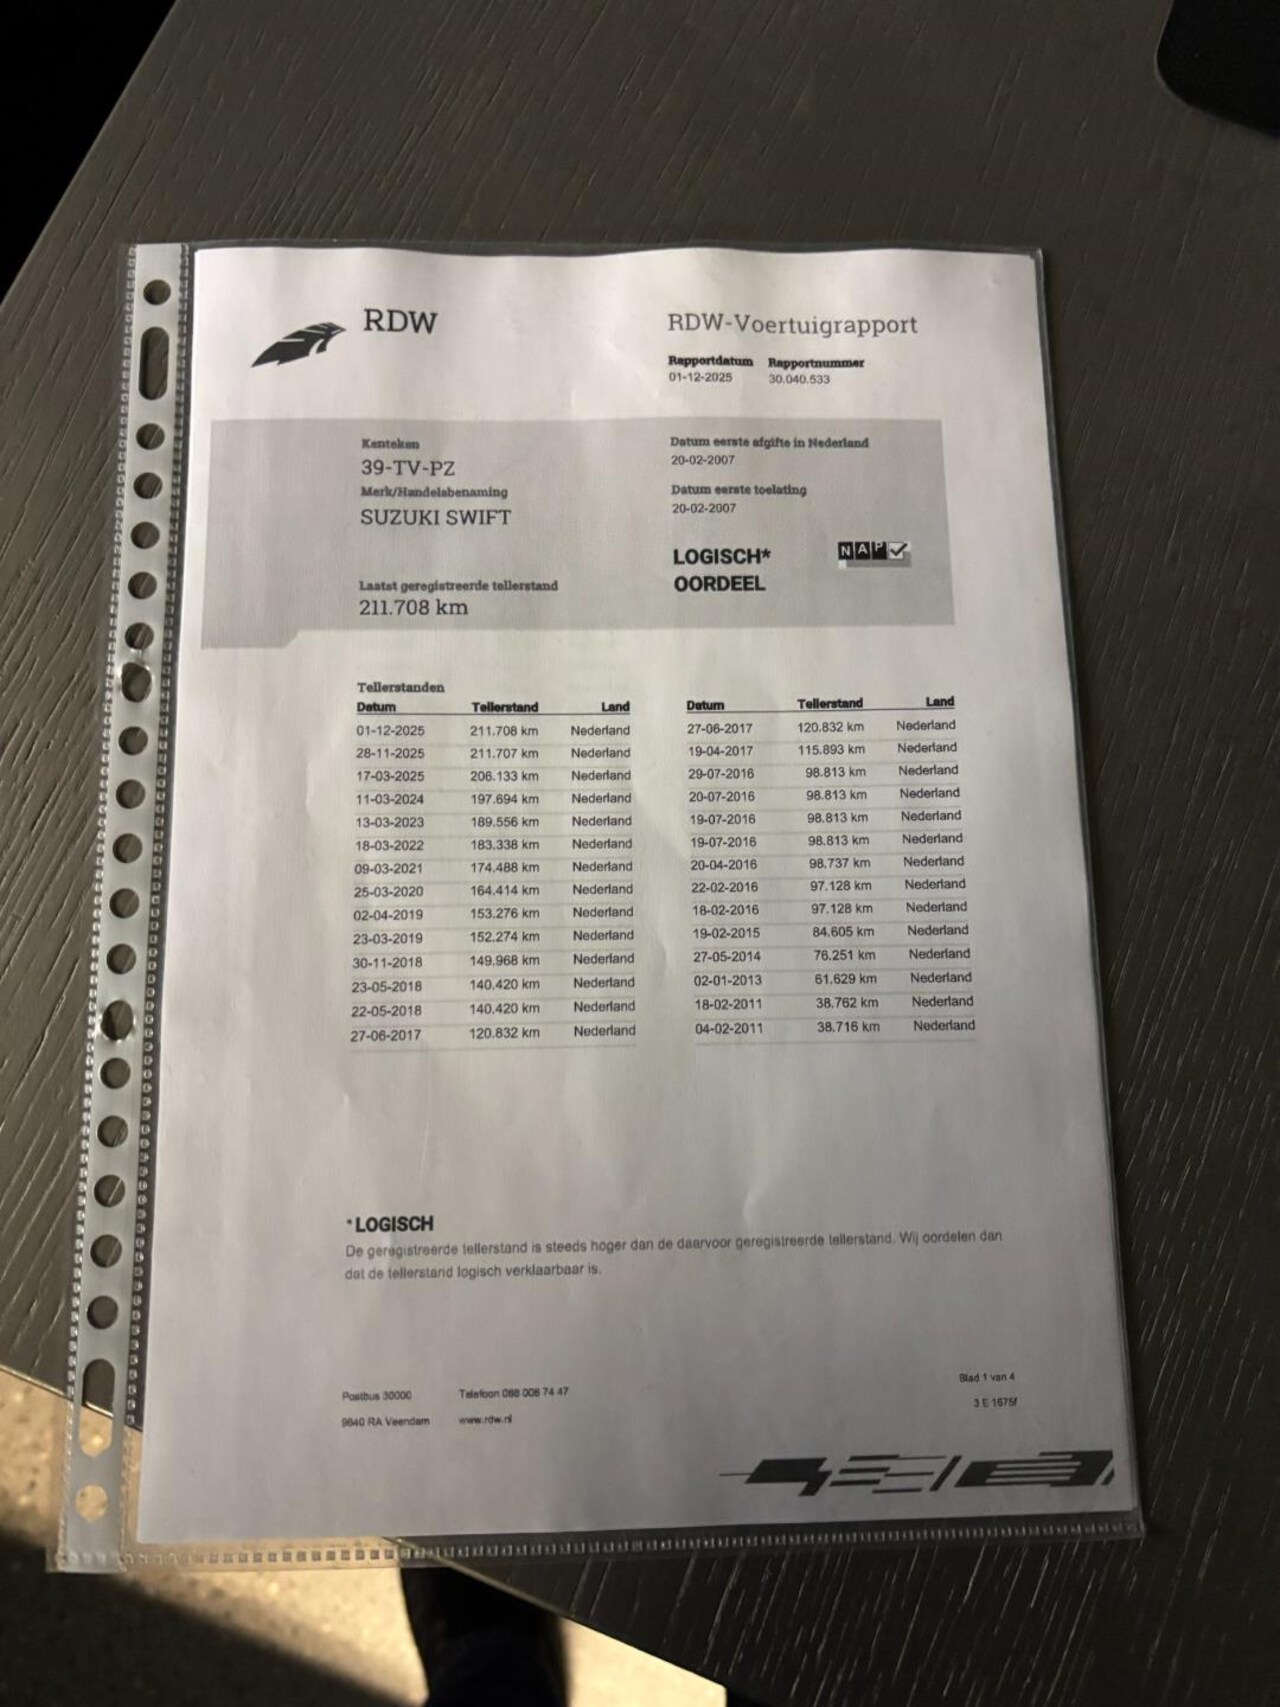 RDW
RDW-Voertuigrapport
Rapportdatum Rapportnummer
01-12-2025 30.040.533
Kenteken
39-TV-PZ
Merk/Handelsbenaming
SUZUKI SWIFT
Laatst geregistreerde tellerstand
211.708 km
Datum eerste afgifte in Nederland
20-02-2007
Datum eerste toelating
20-02-2007
LOGISCH*
OORDEEL
NAP
Tellerstanden
Datum Tellerstand Land
01-12-2025 211.708 km Nederland
28-11-2025 211.707 km Nederland
17-03-2025 206.133 km Nederland
11-03-2024 197.694 km Nederland
13-03-2023 189.556 km Nederland
18-03-2022 183.338 km Nederland
09-03-2021 174.488 km Nederland
25-03-2020 164.414 km Nederland
02-04-2019 153.276 km Nederland
23-03-2019 152.274 km Nederland
30-11-2018 149.968 km Nederland
23-05-2018 140.420 km Nederland
22-05-2018 140.420 km Nederland
27-06-2017 120.832 km Nederland
Datum Tellerstand Land
27-06-2017 120.832 km Nederland
19-04-2017 115.893 km Nederland
29-07-2016 98.813 km Nederland
20-07-2016 98.813 km Nederland
19-07-2016 98.813 km Nederland
19-07-2016 98.813 km Nederland
20-04-2016 98.737 km Nederland
22-02-2016 97.128 km Nederland
18-02-2016 97.128 km Nederland
19-02-2015 84.605 km Nederland
27-05-2014 76.251 km Nederland
02-01-2013 61.629 km Nederland
18-02-2011 38.762 km Nederland
04-02-2011 38.716 km Nederland
*LOGISCH
De geregistreerde tellerstand is steeds hoger dan de daarvoor geregistreerde tellerstand. Wij oordelen dan
dat de tellerstand logisch verklaarbaar is.
Postbus 30000 Telefoon 088 008 74 47
9640 RA Veendam www.rdw.nl
Blad 1 van 4
3 E 1675f